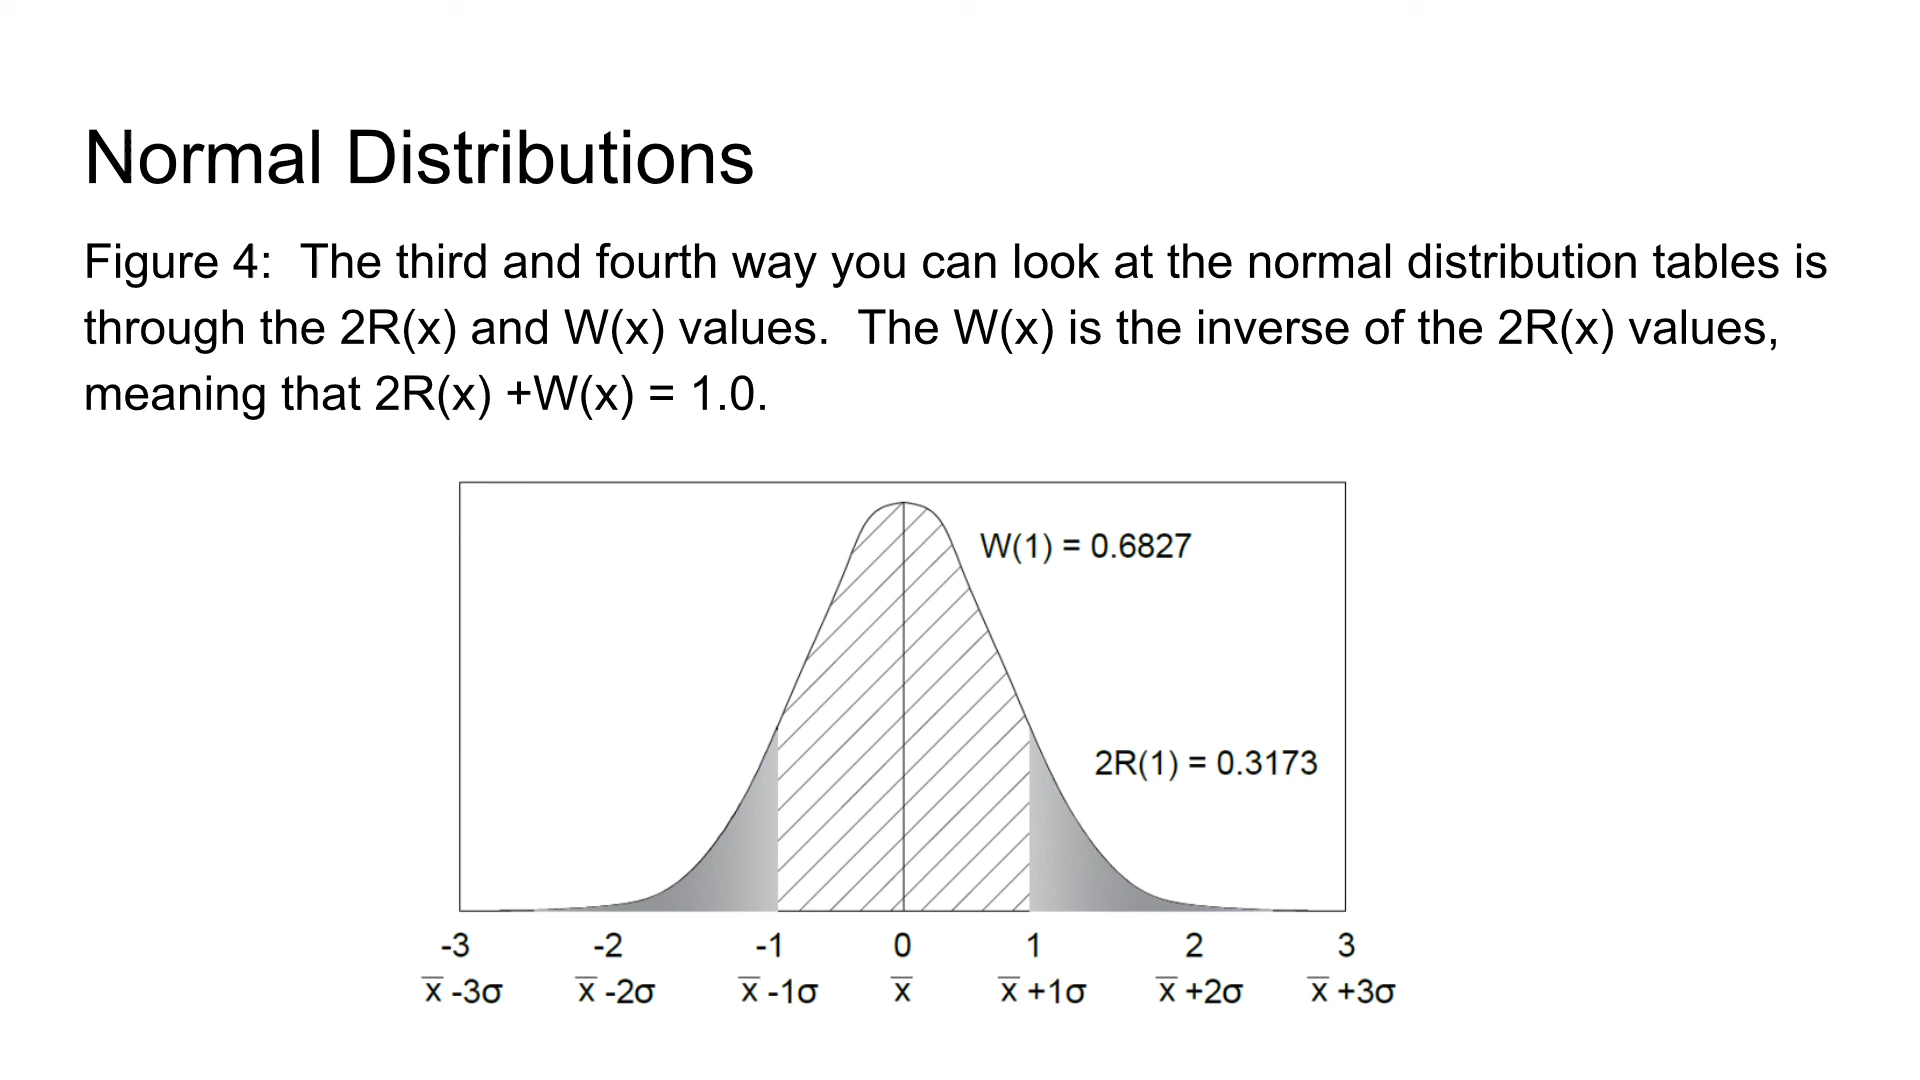 Normal Distributions
Figure 4:  The third and fourth way you can look at the normal distribution tables is
through the 2R(x) and W(x) values.  The W(x) is the inverse of the 2R(x) values,
meaning that 2R(x) +W(x) = 1.0.
W(1) = 0.6827
2R(1) = 0.3173
-3 -2 -1 0 1 2 3
x̅ -3σ x̅ -2σ x̅ -1σ x̅ x̅ +1σ x̅ +2σ x̅ +3σ